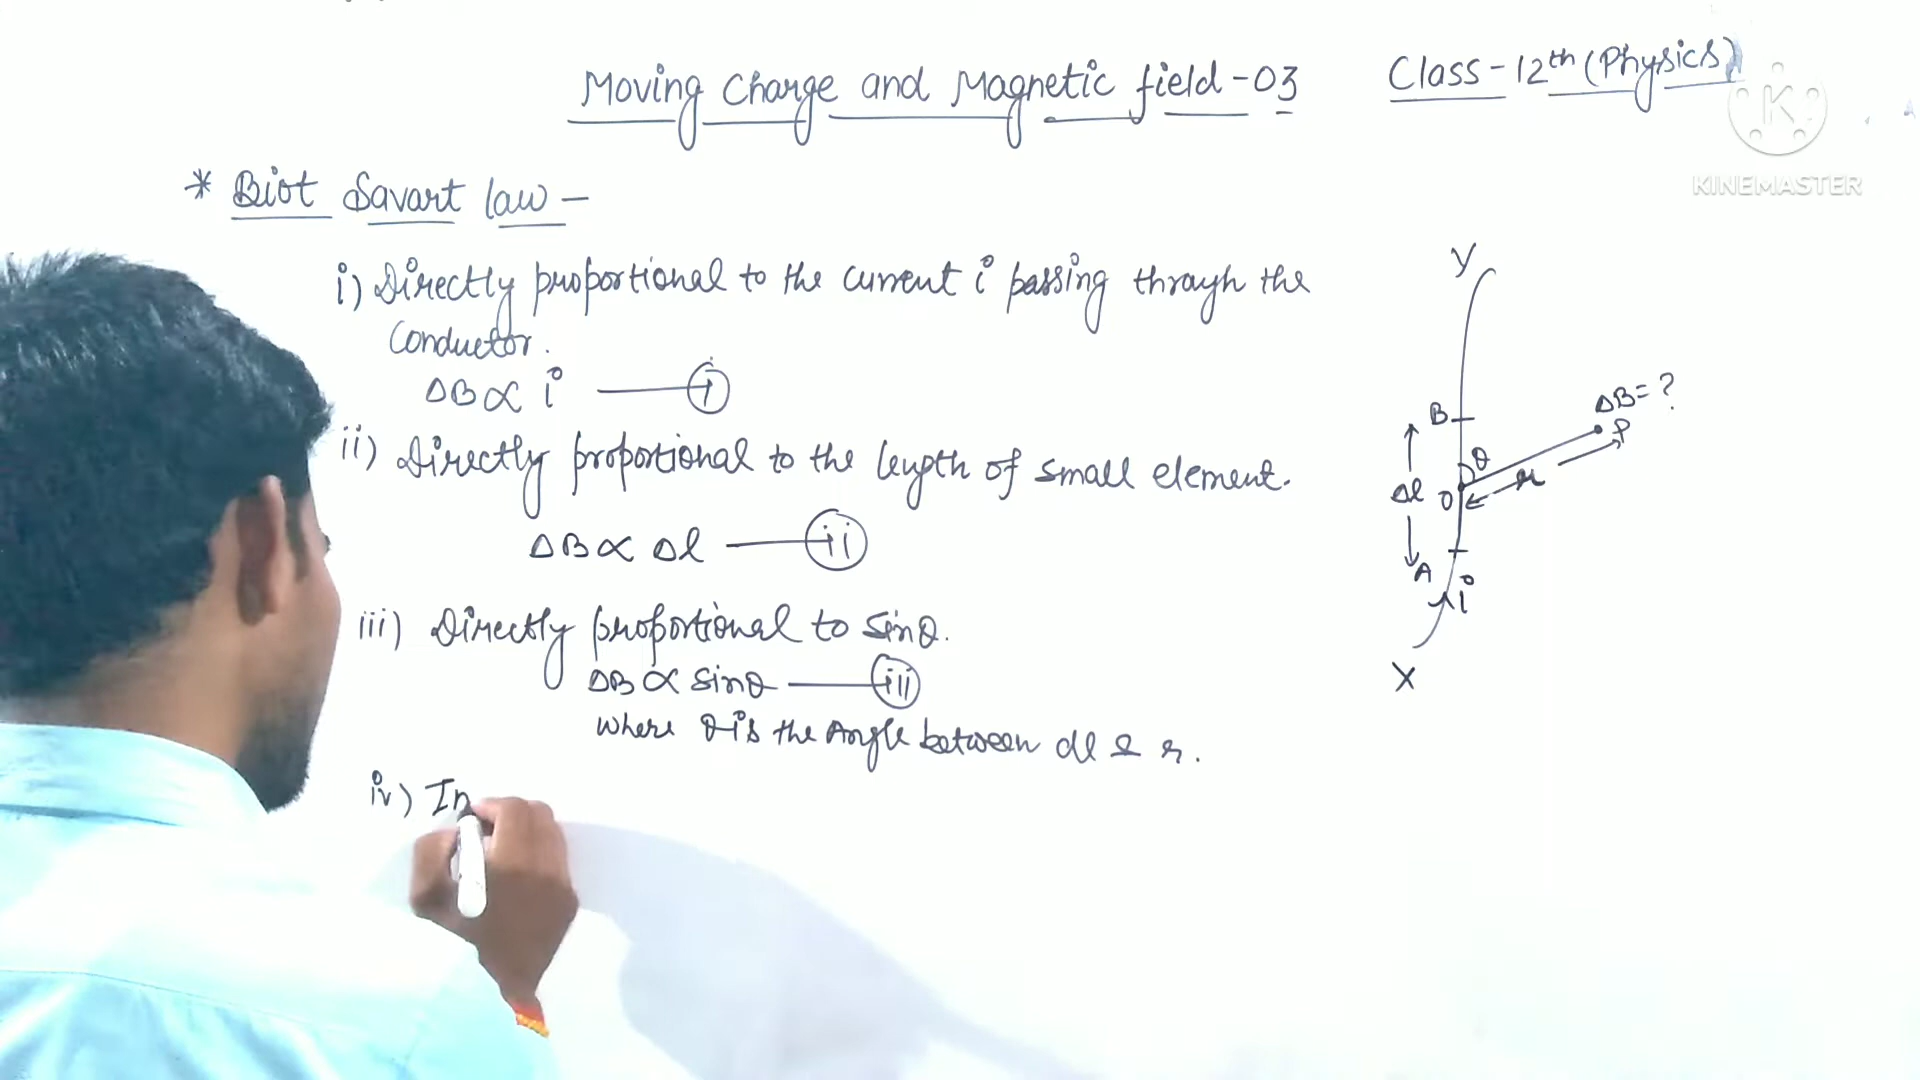 Moving Charge and Magnetic field-03
Class-12th (Physics)
KINEMASTER
* Biot Savart law -
i) Directly proportional to the current i passing through the
Conductor.
ΔB ∝ i —— (i)
ii) Directly proportional to the length of small element.
ΔB ∝ Δl —— (ii)
iii) Directly proportional to sinθ.
ΔB ∝ sinθ —— (iii)
where θ is the Angle between dl & r.
iv) In
Y
B
ΔB = ?
P
θ
r
Δl
O
A
i
X